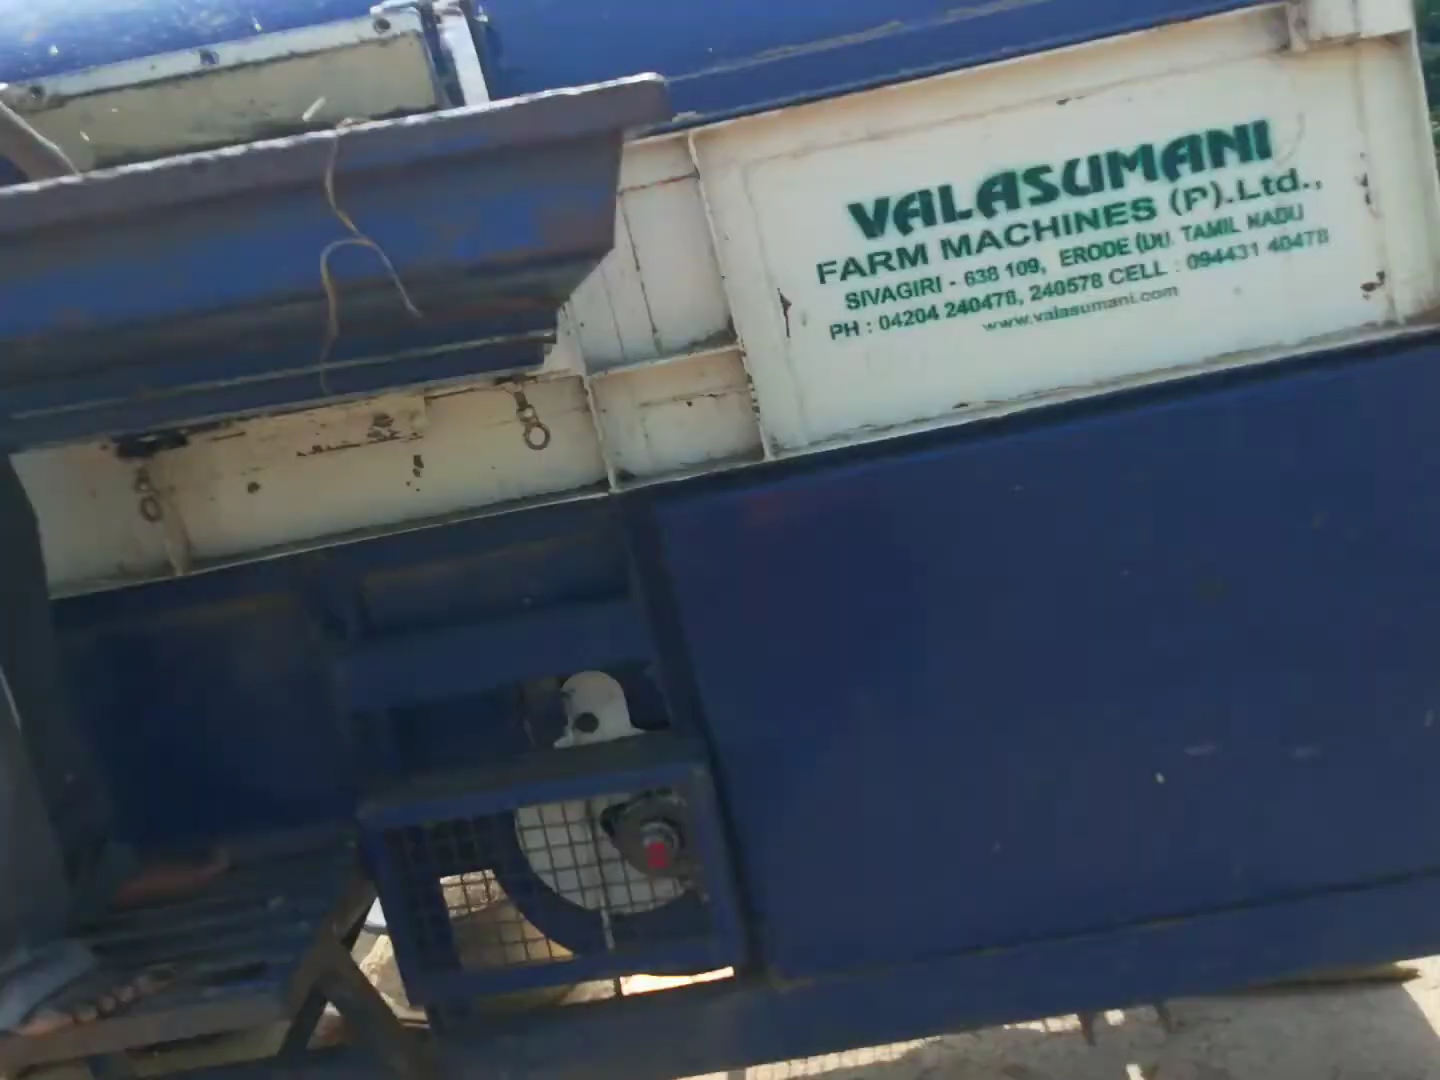 VALASUMANI
FARM MACHINES (P).Ltd.,
SIVAGIRI - 638 109, ERODE (Dt). TAMIL NADU
PH : 04204 240478, 240578 CELL : 094431 40478
www.valasumani.com